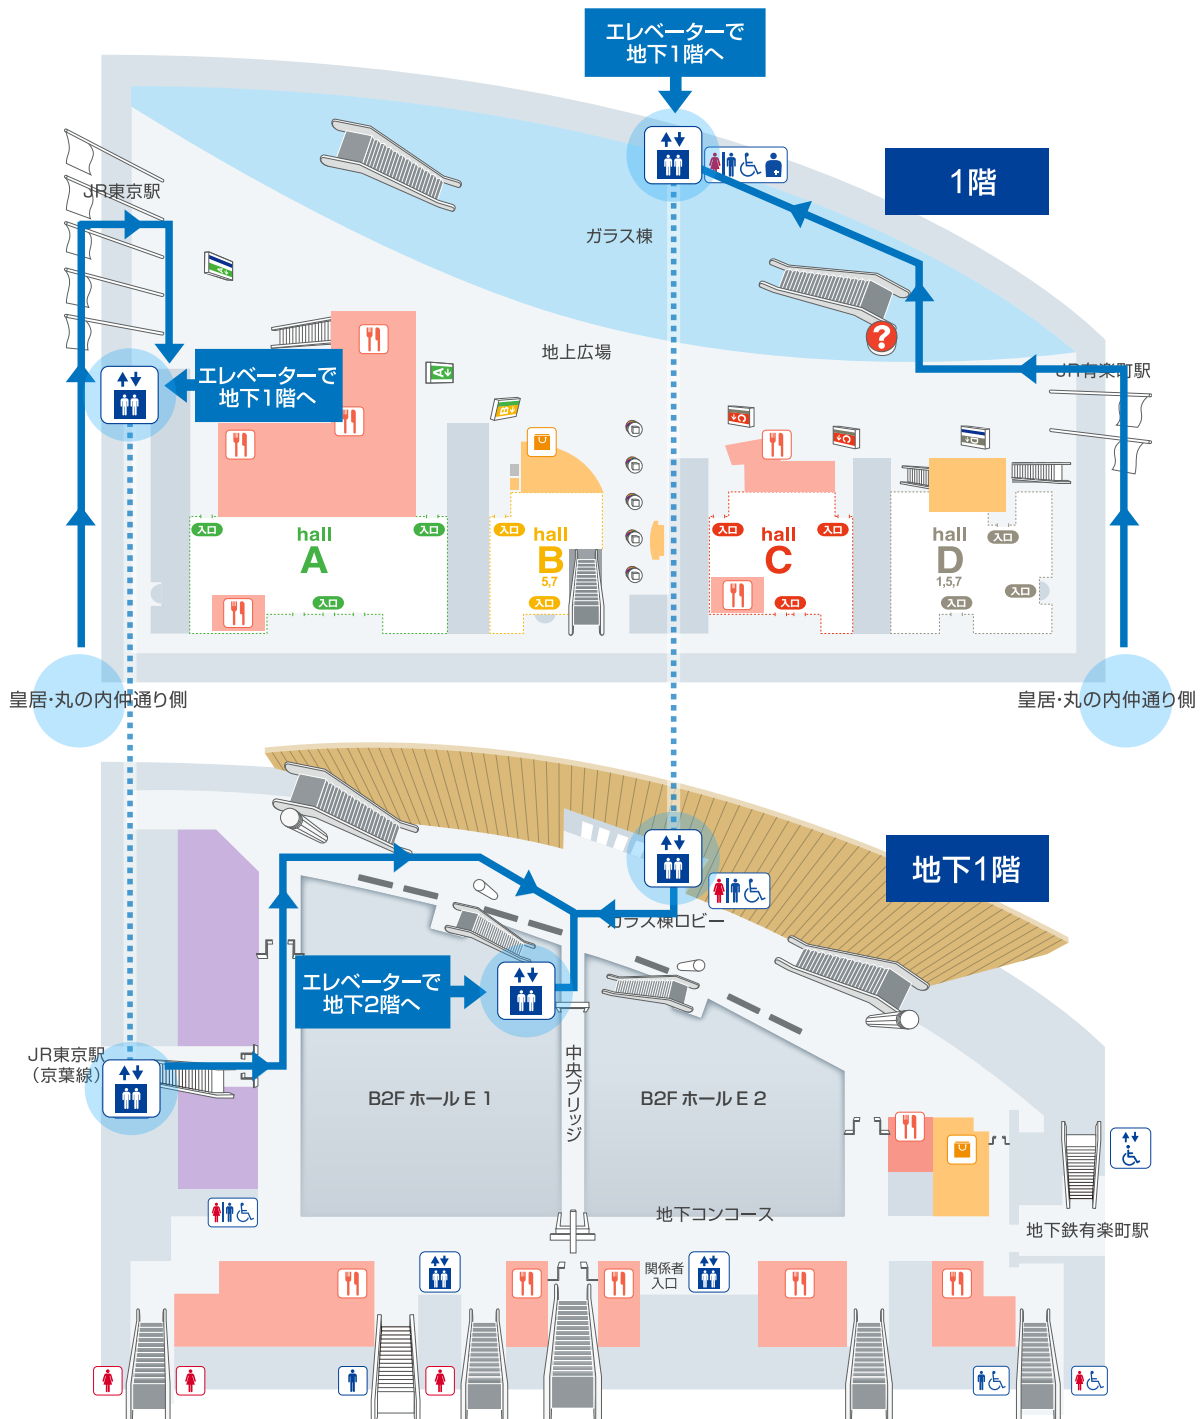 エレベーターで
地下1階へ
1階
JR東京駅
ガラス棟
A
?
地上広場
JR有楽町駅
エレベーターで
地下1階へ
A
B
C
C
D
入口
入口
hall
A
入口
入口
hall
B
5,7
入口
入口
入口
hall
C
入口
hall
D
1,5,7
入口
入口
入口
皇居・丸の内仲通り側
皇居・丸の内仲通り側
地下1階
ガラス棟ロビー
エレベーターで
地下2階へ
JR東京駅
（京葉線）
中央ブリッジ
B2F ホール E 1
B2F ホール E 2
地下コンコース
地下鉄有楽町駅
関係者
入口